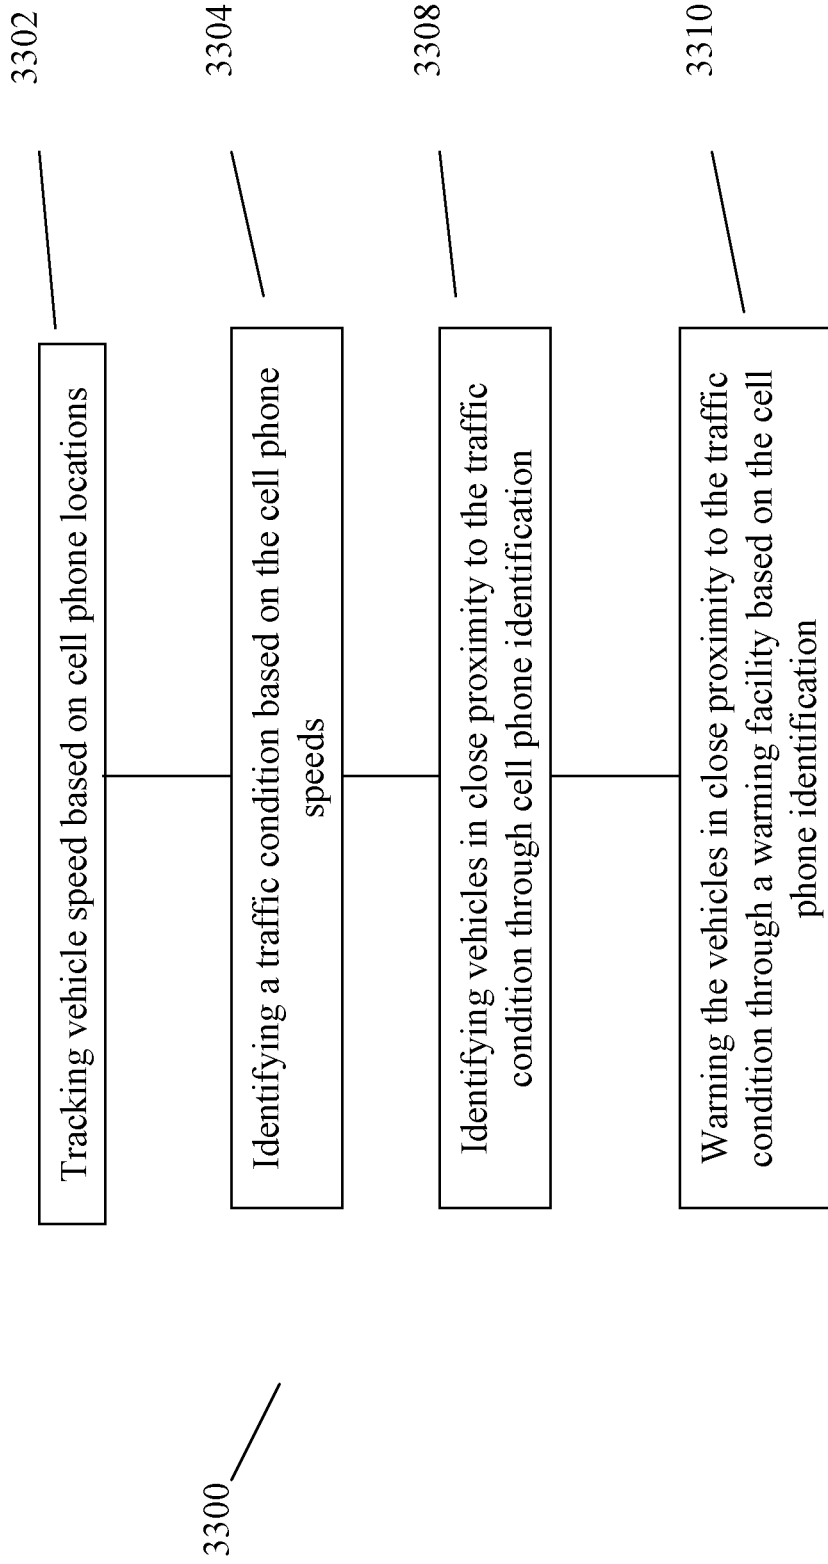 3300
Tracking vehicle speed based on cell phone locations
3302
Identifying a traffic condition based on the cell phone
speeds
3304
Identifying vehicles in close proximity to the traffic
condition through cell phone identification
3308
Warning the vehicles in close proximity to the traffic
condition through a warning facility based on the cell
phone identification
3310